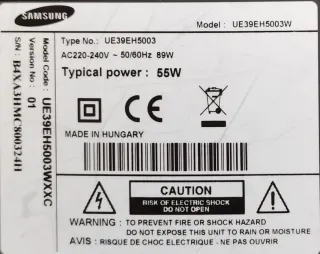 SAMSUNG
Model : UE39EH5003W
Type No.: UE39EH5003
AC220-240V ~ 50/60Hz 89W
Typical power : 55W
Model Code : UE39EH5003WXXC
Version No : 01
S/N : B4XA3HMC800324H
CE
MADE IN HUNGARY
CAUTION
RISK OF ELECTRIC SHOCK
DO NOT OPEN
WARNING : TO PREVENT FIRE OR SHOCK HAZARD
DO NOT EXPOSE THIS UNIT TO RAIN OR MOISTURE
AVIS : RISQUE DE CHOC ELECTRIQUE - NE PAS OUVRIR